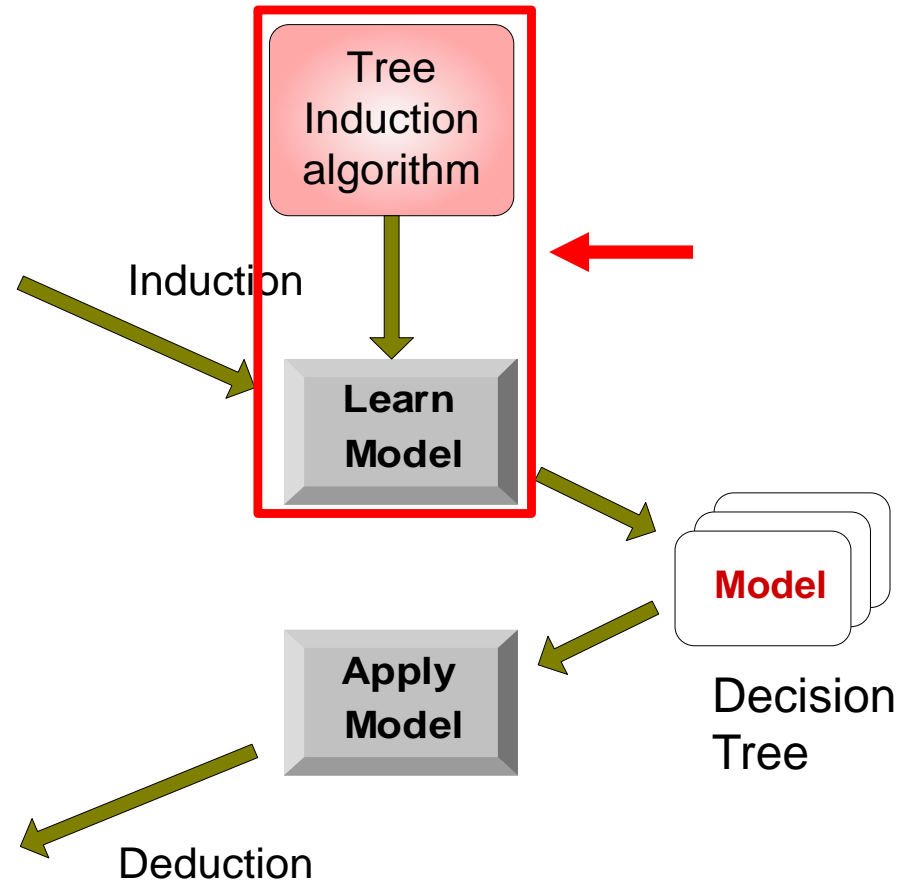 Tree
Induction
algorithm
Induction
Learn
Model
Model
Apply
Model
Decision
Tree
Deduction